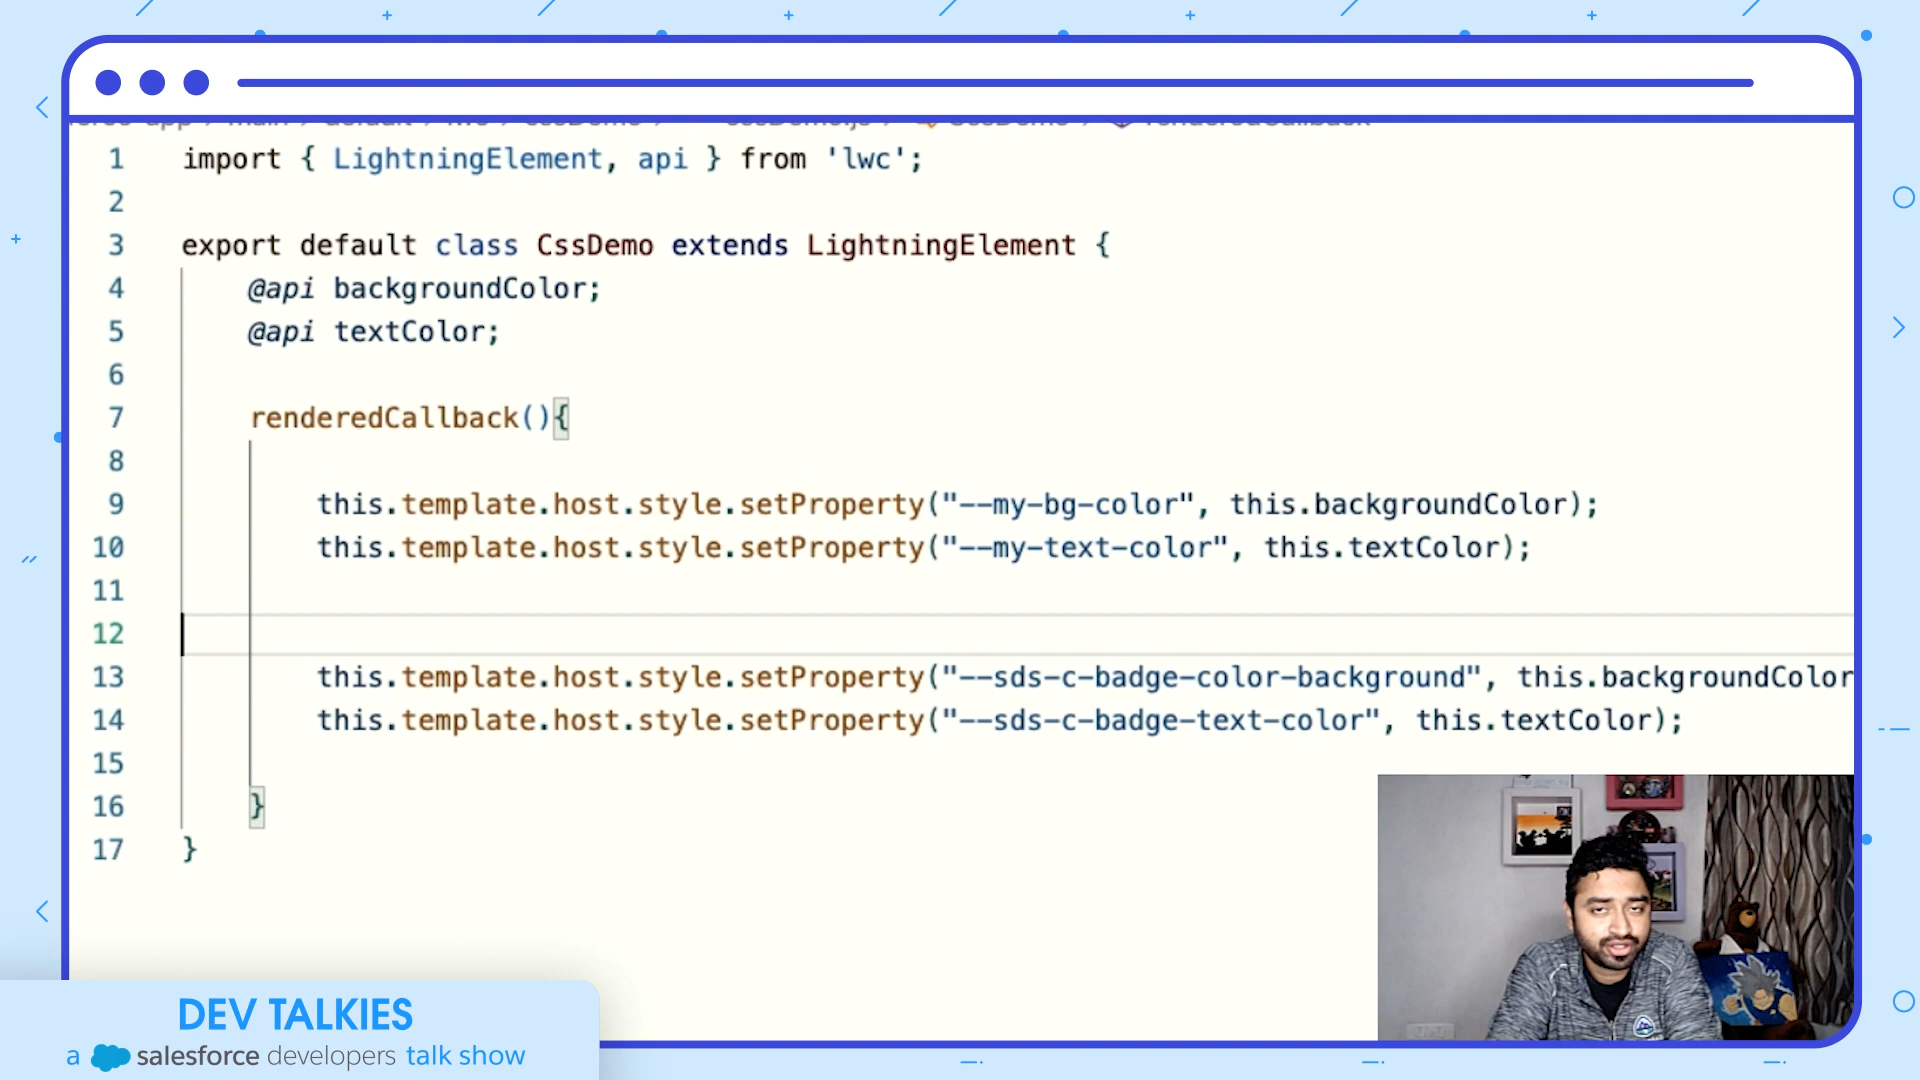 1 import { LightningElement, api } from 'lwc';
2
3 export default class CssDemo extends LightningElement {
4 @api backgroundColor;
5 @api textColor;
6
7 renderedCallback(){
8
9 this.template.host.style.setProperty("--my-bg-color", this.backgroundColor);
10 this.template.host.style.setProperty("--my-text-color", this.textColor);
11
12
13 this.template.host.style.setProperty("--sds-c-badge-color-background", this.backgroundColor
14 this.template.host.style.setProperty("--sds-c-badge-text-color", this.textColor);
15
16 }
17 }
DEV TALKIES
a salesforce developers talk show